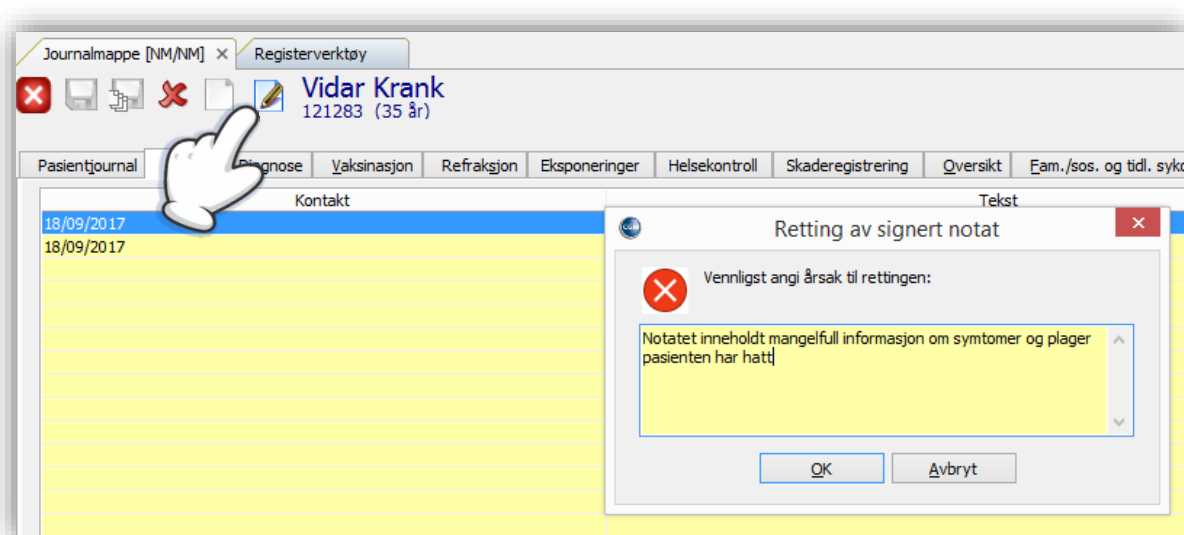 Journalmappe [NM/NM]
Registerverktøy
Vidar Krank
121283 (35 år)
Pasientjournal
Diagnose
Vaksinasjon
Refraksjon
Eksponeringer
Helsekontroll
Skaderegistrering
Oversikt
Fam./sos. og tidl.
Kontakt
Tekst
18/09/2017
18/09/2017
CGM
Retting av signert notat
Vennligst angi årsak til rettingen:
Notatet inneholdt mangelfull informasjon om symtomer og plager
pasienten har hatt
OK
Avbryt